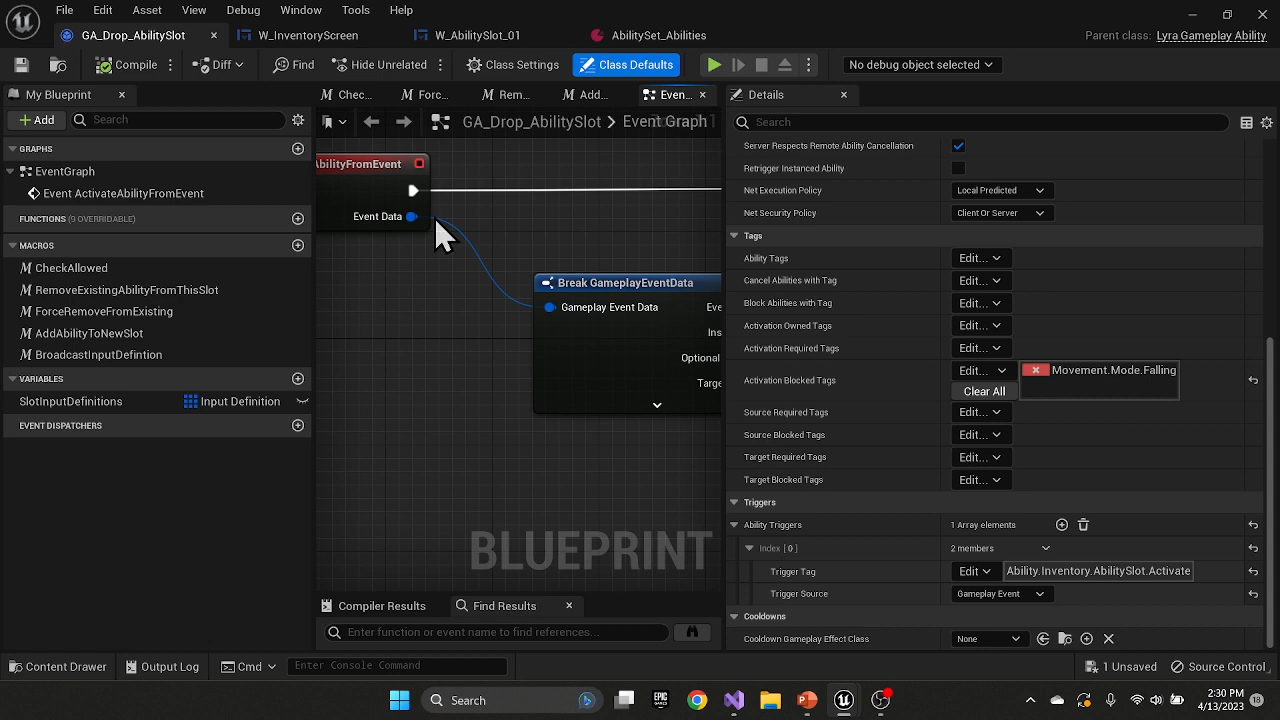 File Edit Asset View Debug Window Tools Help
GA_Drop_AbilitySlot W_InventoryScreen W_AbilitySlot_01 AbilitySet_Abilities Parent class: Lyra Gameplay Ability
Compile Diff Find Hide Unrelated Class Settings Class Defaults No debug object selected
My Blueprint Chec... Forc... Rem... Add... Even... Details
Add Search GA_Drop_AbilitySlot > Event Graph Search
GRAPHS
EventGraph
Event ActivateAbilityFromEvent
FUNCTIONS (9 OVERRIDABLE)
MACROS
CheckAllowed
RemoveExistingAbilityFromThisSlot
ForceRemoveFromExisting
AddAbilityToNewSlot
BroadcastInputDefintion
VARIABLES
SlotInputDefinitions Input Definition
EVENT DISPATCHERS
AbilityFromEvent
Event Data
Break GameplayEventData
Gameplay Event Data Eve
Ins
Optional
Targe
BLUEPRINT
Compiler Results Find Results
Enter function or event name to find references...
Server Respects Remote Ability Cancellation
Retrigger Instanced Ability
Net Execution Policy Local Predicted
Net Security Policy Client Or Server
Tags
Ability Tags Edit...
Cancel Abilities with Tag Edit...
Block Abilities with Tag Edit...
Activation Owned Tags Edit...
Activation Required Tags Edit...
Activation Blocked Tags Edit... Movement.Mode.Falling
Clear All
Source Required Tags Edit...
Source Blocked Tags Edit...
Target Required Tags Edit...
Target Blocked Tags Edit...
Triggers
Ability Triggers 1 Array elements
Index [ 0 ] 2 members
Trigger Tag Edit Ability.Inventory.AbilitySlot.Activate
Trigger Source Gameplay Event
Cooldowns
Cooldown Gameplay Effect Class None
Content Drawer Output Log Cmd Enter Console Command 1 Unsaved Source Control
Search EPIC GAMES 2:30 PM
4/13/2023 18